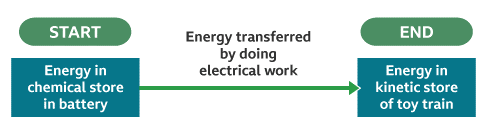 START
Energy in
chemical store
in battery
Energy transferred
by doing
electrical work
END
Energy in
kinetic store
of toy train